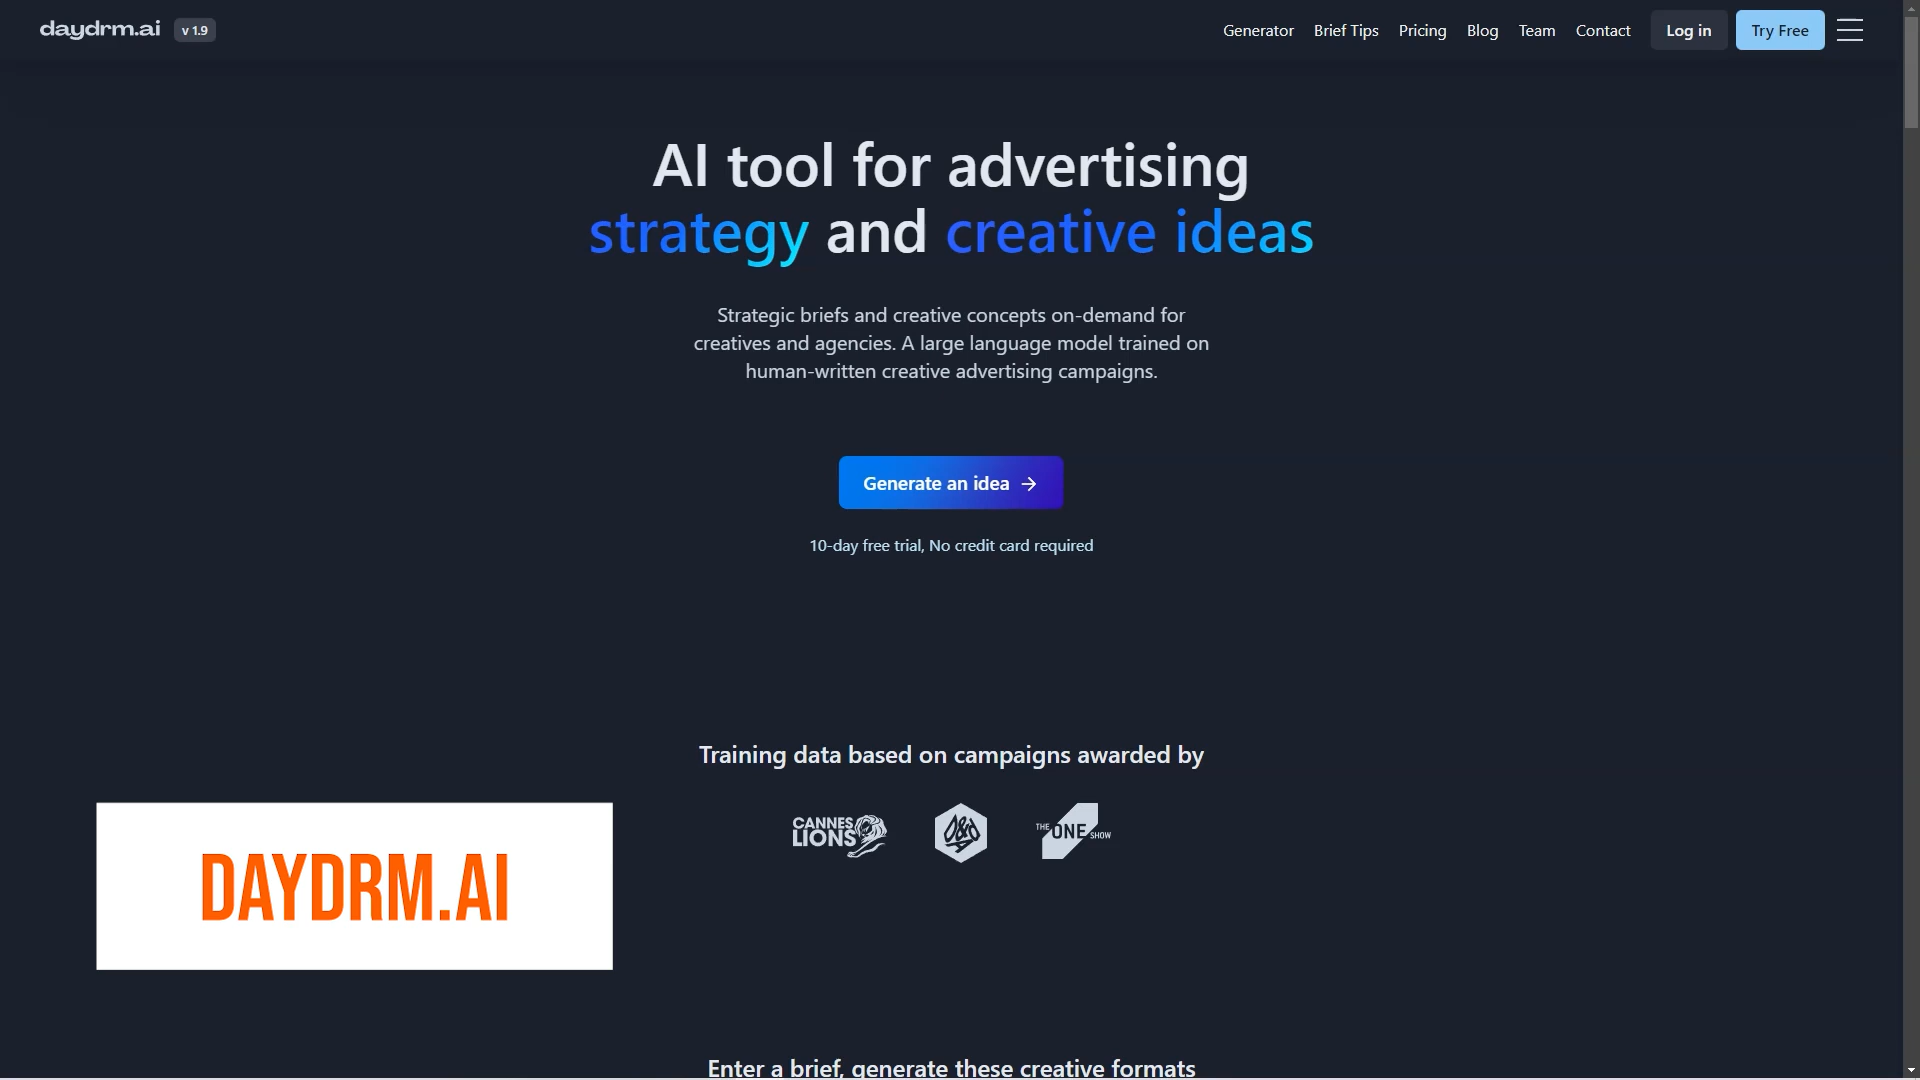 daydrm.ai v 1.9
Generator Brief Tips Pricing Blog Team Contact Log in Try Free
AI tool for advertising
strategy and creative ideas
Strategic briefs and creative concepts on-demand for
creatives and agencies. A large language model trained on
human-written creative advertising campaigns.
Generate an idea →
10-day free trial, No credit card required
Training data based on campaigns awarded by
CANNES
LIONS
D&AD
THE ONE SHOW
DAYDRM.AI
Enter a brief, generate these creative formats